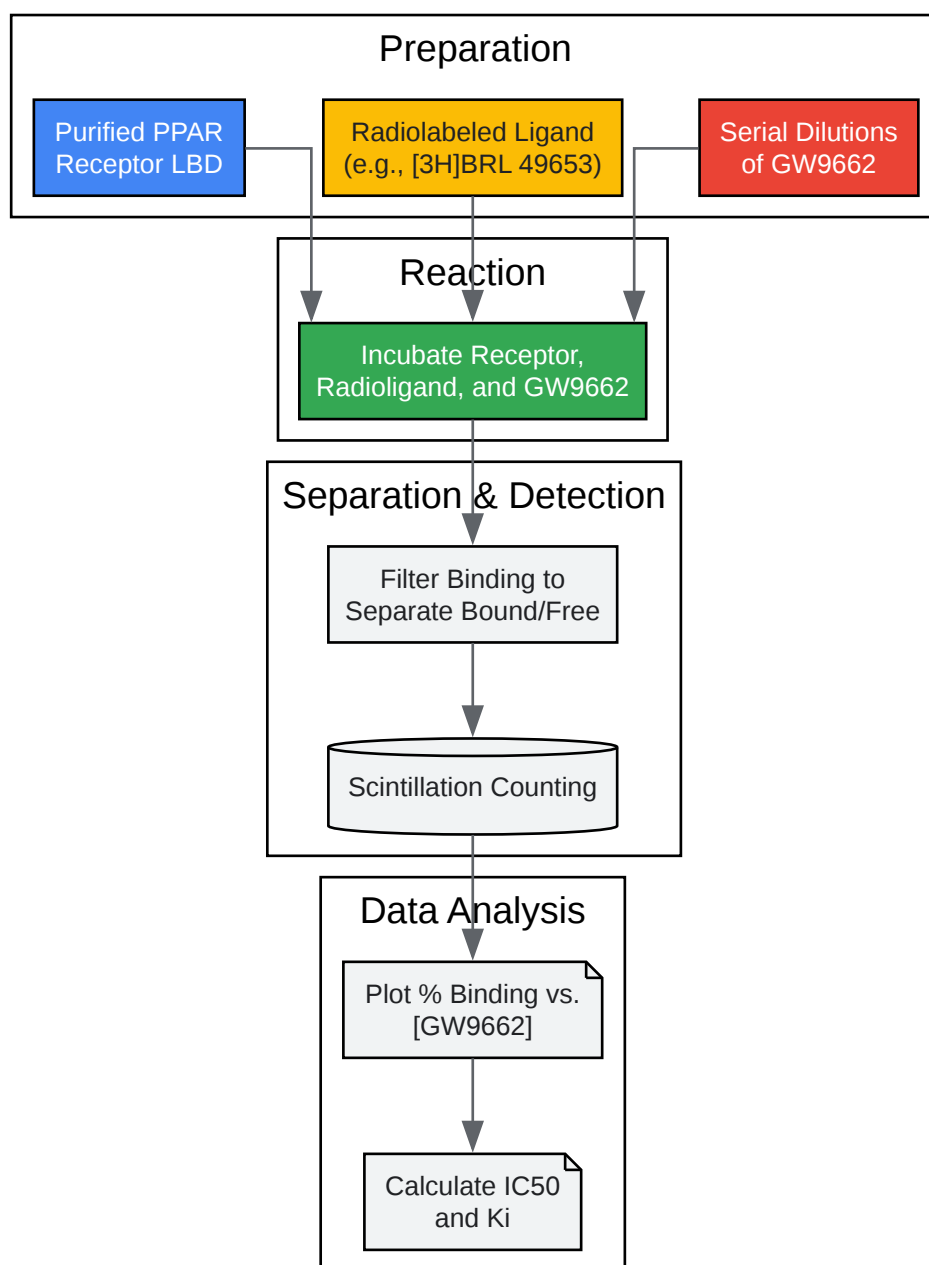 Preparation
Purified PPAR
Receptor LBD
Radiolabeled Ligand
(e.g., [3H]BRL 49653)
Serial Dilutions
of GW9662
Reaction
Incubate Receptor,
Radioligand, and GW9662
Separation & Detection
Filter Binding to
Separate Bound/Free
Scintillation Counting
Data Analysis
Plot % Binding vs.
[GW9662]
Calculate IC50
and Ki